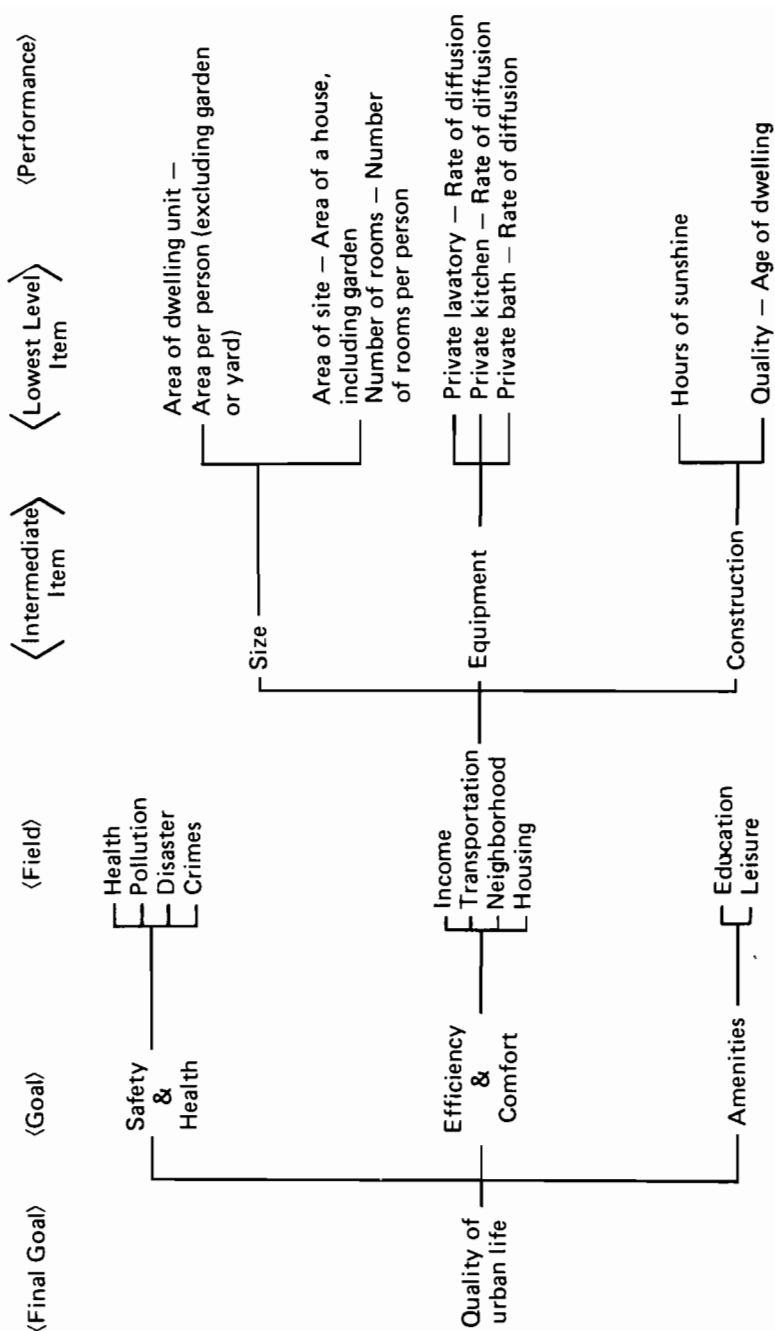 〈Final Goal〉
〈Goal〉
〈Field〉
〈Intermediate
Item〉
〈Lowest Level
Item〉
〈Performance〉
Quality of
urban life
Safety
&
Health
Health
Pollution
Disaster
Crimes
Efficiency
&
Comfort
Income
Transportation
Neighborhood
Housing
Amenities
Education
Leisure
Size
Area of dwelling unit —
Area per person (excluding garden
or yard)
Area of site — Area of a house,
including garden
Number of rooms — Number
of rooms per person
Equipment
Private lavatory — Rate of diffusion
Private kitchen — Rate of diffusion
Private bath — Rate of diffusion
Construction
Hours of sunshine
Quality — Age of dwelling